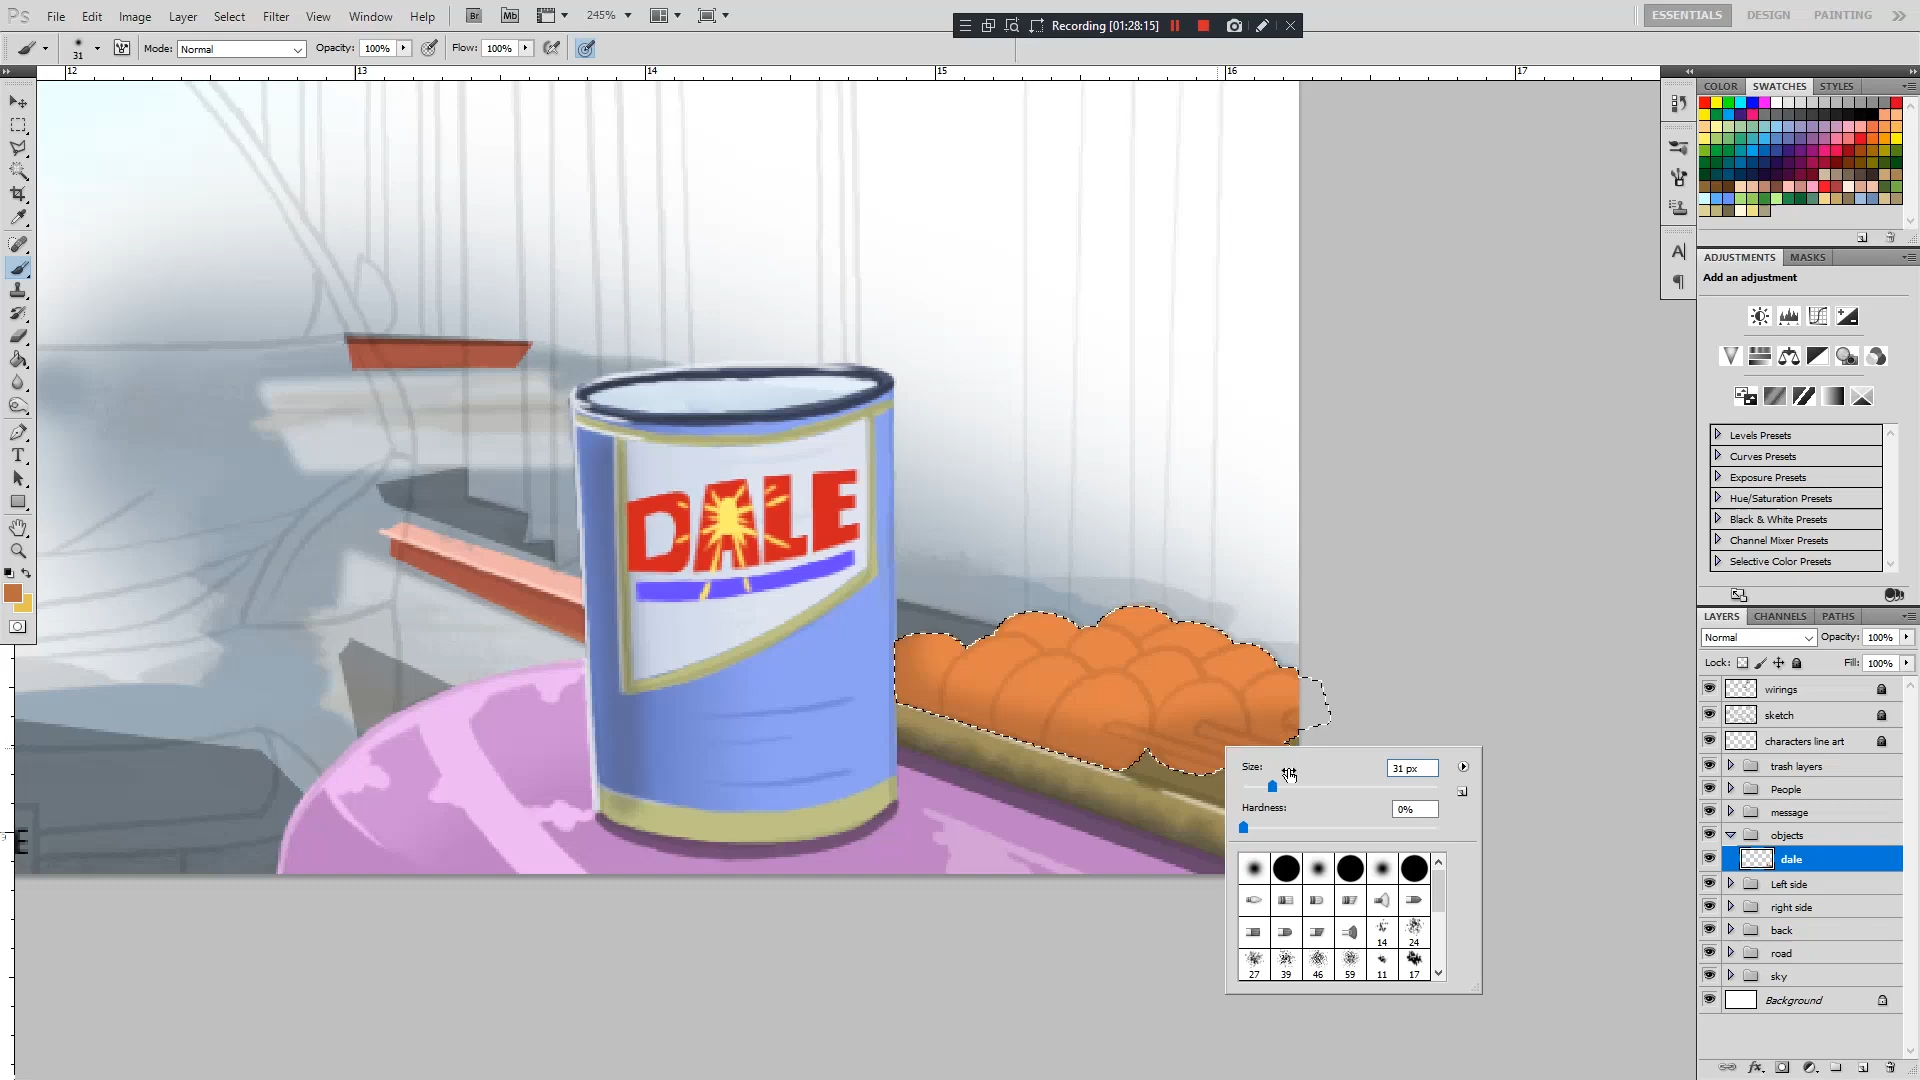 Ps File Edit Image Layer Select Filter View Window Help Br Mb 245%
Recording [01:28:15]
ESSENTIALS DESIGN PAINTING
31 Mode: Normal Opacity: 100% Flow: 100%
12 13 14 15 16 17
COLOR SWATCHES STYLES
ADJUSTMENTS MASKS
Add an adjustment
Levels Presets
Curves Presets
Exposure Presets
Hue/Saturation Presets
Black & White Presets
Channel Mixer Presets
Selective Color Presets
DALE
E
Size: 31 px
Hardness: 0%
14 24
27 39 46 59 11 17
LAYERS CHANNELS PATHS
Normal Opacity: 100%
Lock: Fill: 100%
wirings
sketch
characters line art
trash layers
People
message
objects
dale
Left side
right side
back
road
sky
Background